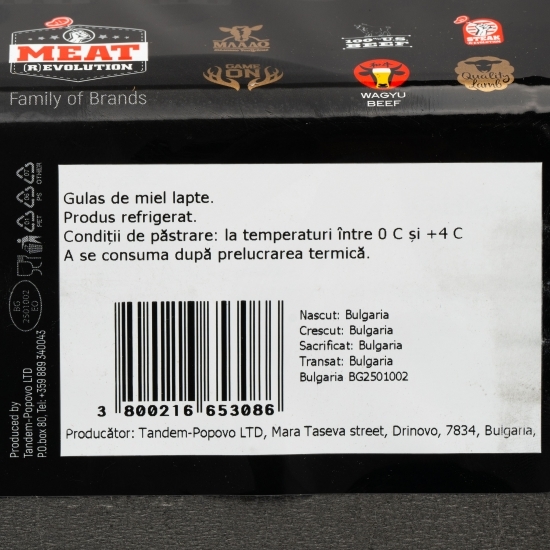 MEAT
(R)EVOLUTION
Family of Brands
МЛАДО
GAME
ON
100% U.S.
BEEF
WAGYU
BEEF
STEAK
Quality
Lamb
Gulas de miel lapte.
Produs refrigerat.
Condiții de păstrare: la temperaturi între 0 C și +4 C
A se consuma după prelucrarea termică.
Nascut: Bulgaria
Crescut: Bulgaria
Sacrificat: Bulgaria
Transat: Bulgaria
Bulgaria BG2501002
3 800216 653086
Producător: Tandem-Popovo LTD, Mara Taseva street, Drinovo, 7834, Bulgaria,
PET
PS
OTHER
BG
2501002
EO
Produced by
Tandem-Popovo LTD
P.O.box 80, Tel:+359 889 340043